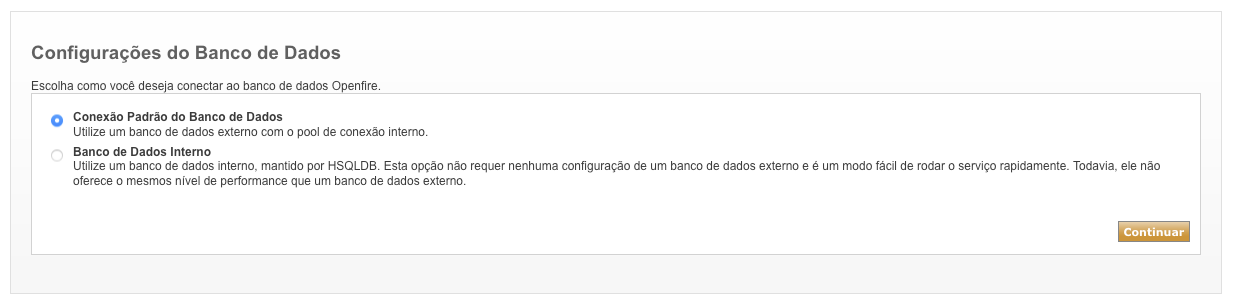 Configurações do Banco de Dados
Escolha como você deseja conectar ao banco de dados Openfire.
Conexão Padrão do Banco de Dados
Utilize um banco de dados externo com o pool de conexão interno.
Banco de Dados Interno
Utilize um banco de dados interno, mantido por HSQLDB. Esta opção não requer nenhuma configuração de um banco de dados externo e é um modo fácil de rodar o serviço rapidamente. Todavia, ele não
oferece o mesmos nível de performance que um banco de dados externo.
Continuar